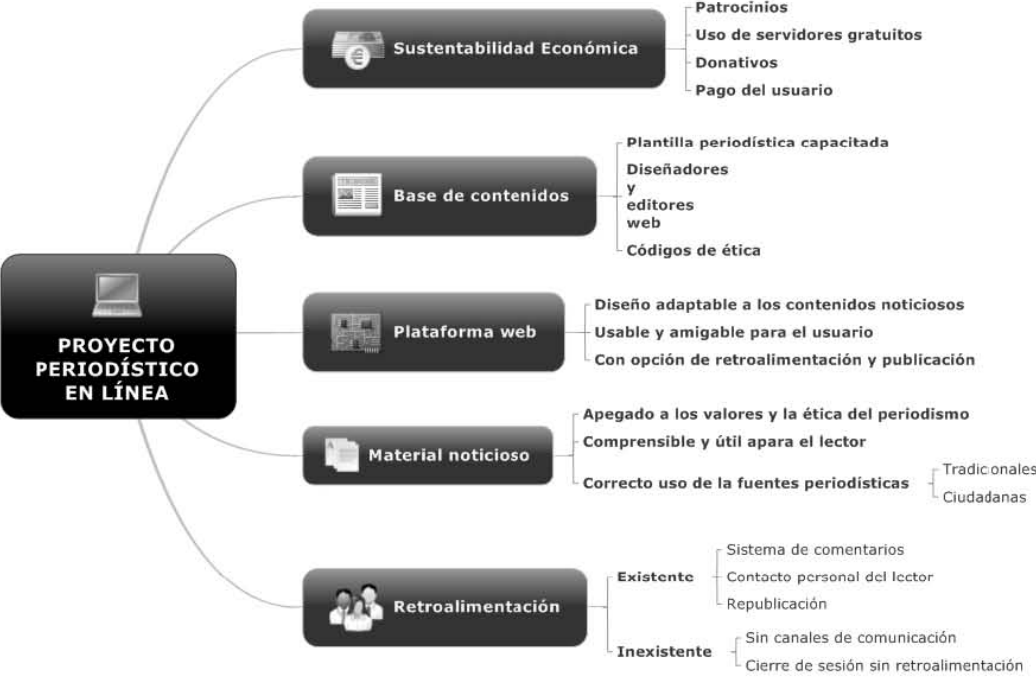 PROYECTO
PERIODÍSTICO
EN LÍNEA
Sustentabilidad Económica
Patrocinios
Uso de servidores gratuitos
Donativos
Pago del usuario
Base de contenidos
Plantilla periodística capacitada
Diseñadores
y
editores
web
Códigos de ética
Plataforma web
Diseño adaptable a los contenidos noticiosos
Usable y amigable para el usuario
Con opción de retroalimentación y publicación
Material noticioso
Apegado a los valores y la ética del periodismo
Comprensible y útil apara el lector
Correcto uso de la fuentes periodísticas
Tradicionales
Ciudadanas
Retroalimentación
Existente
Sistema de comentarios
Contacto personal del lector
Republicación
Inexistente
Sin canales de comunicación
Cierre de sesión sin retroalimentación